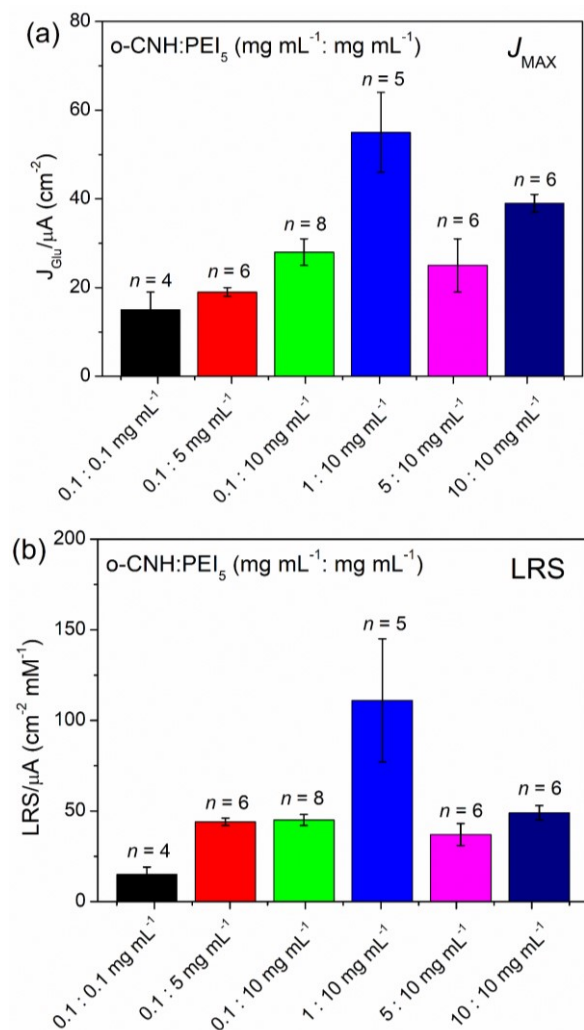 (a)
o-CNH:PEI₅ (mg mL⁻¹: mg mL⁻¹)
J_MAX
J_Glu/μA (cm⁻²)
80
60
40
20
0
n = 4
n = 6
n = 8
n = 5
n = 6
n = 6
0.1 : 0.1 mg mL⁻¹
0.1 : 5 mg mL⁻¹
0.1 : 10 mg mL⁻¹
1 : 10 mg mL⁻¹
5 : 10 mg mL⁻¹
10 : 10 mg mL⁻¹
(b)
o-CNH:PEI₅ (mg mL⁻¹: mg mL⁻¹)
LRS
LRS/μA (cm⁻² mM⁻¹)
200
150
100
50
0
n = 4
n = 6
n = 8
n = 5
n = 6
n = 6
0.1 : 0.1 mg mL⁻¹
0.1 : 5 mg mL⁻¹
0.1 : 10 mg mL⁻¹
1 : 10 mg mL⁻¹
5 : 10 mg mL⁻¹
10 : 10 mg mL⁻¹